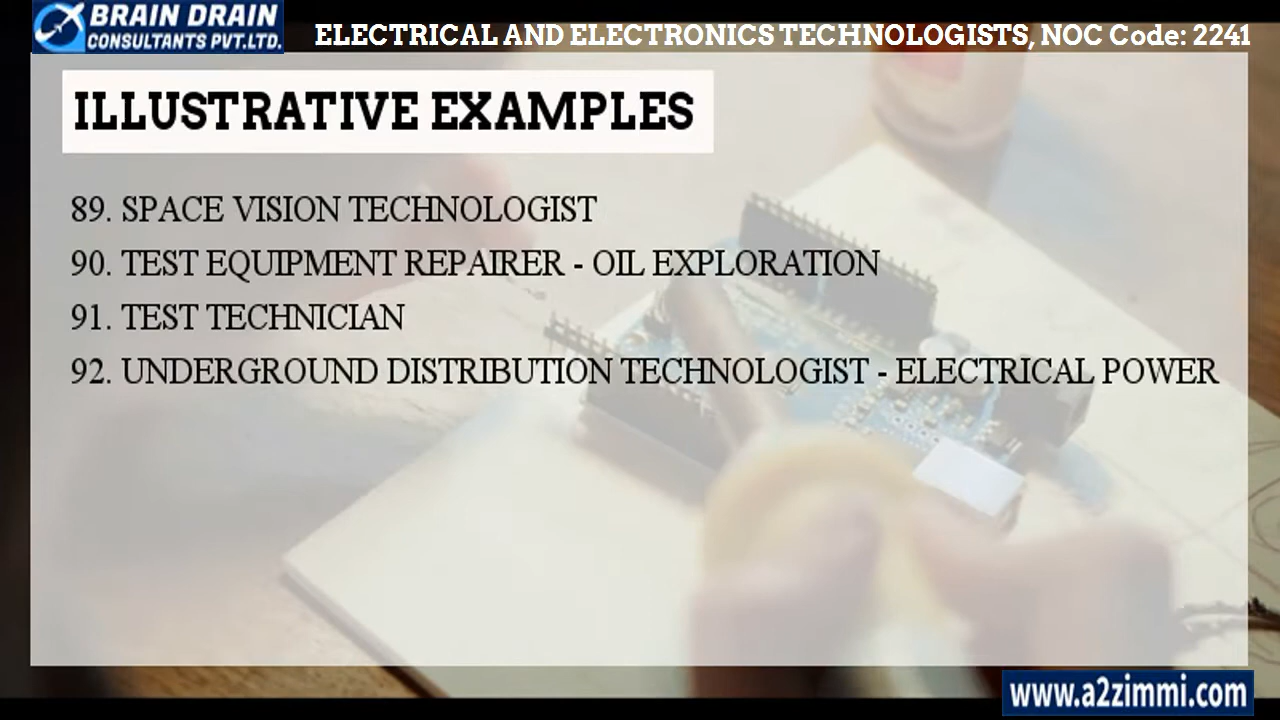 BRAIN DRAIN
CONSULTANTS PVT.LTD.
ELECTRICAL AND ELECTRONICS TECHNOLOGISTS, NOC Code: 2241
ILLUSTRATIVE EXAMPLES
89. SPACE VISION TECHNOLOGIST
90. TEST EQUIPMENT REPAIRER - OIL EXPLORATION
91. TEST TECHNICIAN
92. UNDERGROUND DISTRIBUTION TECHNOLOGIST - ELECTRICAL POWER
www.a2zimmi.com